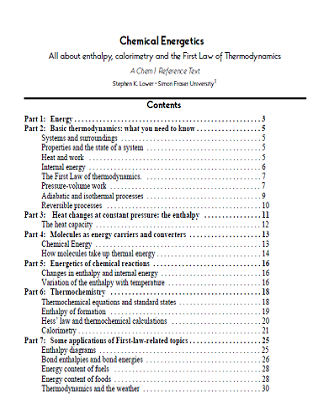 Chemical Energetics
All about enthalpy, calorimetry and the First Law of Thermodynamics
A Chem1 Reference Text
Stephen K. Lower • Simon Fraser University1
Contents
Part 1: Energy . . . . . . . . . . . . . . . . . . . . . . . . . . . . . . 3
Part 2: Basic thermodynamics: what you need to know . . . . . . . . . . . . . . 5
Systems and surroundings . . . . . . . . . . . . . . . . . . . . 5
Properties and the state of a system . . . . . . . . . . . . . . . . . . . . 5
Heat and work . . . . . . . . . . . . . . . . . . . . 5
Internal energy . . . . . . . . . . . . . . . . . . . . 6
The First Law of thermodynamics. . . . . . . . . . . . . . . . . . . . 7
Pressure-volume work . . . . . . . . . . . . . . . . . . . . 7
Adiabatic and isothermal processes . . . . . . . . . . . . . . . . . . . . 9
Reversible processes . . . . . . . . . . . . . . . . . . . . 10
Part 3: Heat changes at constant pressure: the enthalpy . . . . . . . . . . . . . . 11
The heat capacity . . . . . . . . . . . . . . . . . . . . 12
Part 4: Molecules as energy carriers and converters . . . . . . . . . . . . . . 13
Chemical Energy . . . . . . . . . . . . . . . . . . . . 13
How molecules take up thermal energy . . . . . . . . . . . . . . . . . . . . 14
Part 5: Energetics of chemical reactions . . . . . . . . . . . . . . . . . . . . 16
Changes in enthalpy and internal energy . . . . . . . . . . . . . . . . . . . . 16
Variation of the enthalpy with temperature . . . . . . . . . . . . . . . . . . . . 16
Part 6: Thermochemistry . . . . . . . . . . . . . . . . . . . . 18
Thermochemical equations and standard states . . . . . . . . . . . . . . . . . . . . 18
Enthalpy of formation . . . . . . . . . . . . . . . . . . . . 19
Hess' law and thermochemical calculations . . . . . . . . . . . . . . . . . . . . 20
Calorimetry . . . . . . . . . . . . . . . . . . . . 21
Part 7: Some applications of First-law-related topics . . . . . . . . . . . . . . 25
Enthalpy diagrams . . . . . . . . . . . . . . . . . . . . 25
Bond enthalpies and bond energies . . . . . . . . . . . . . . . . . . . . 26
Energy content of fuels . . . . . . . . . . . . . . . . . . . . 28
Energy content of foods . . . . . . . . . . . . . . . . . . . . 28
Thermodynamics and the weather . . . . . . . . . . . . . . . . . . . . 30